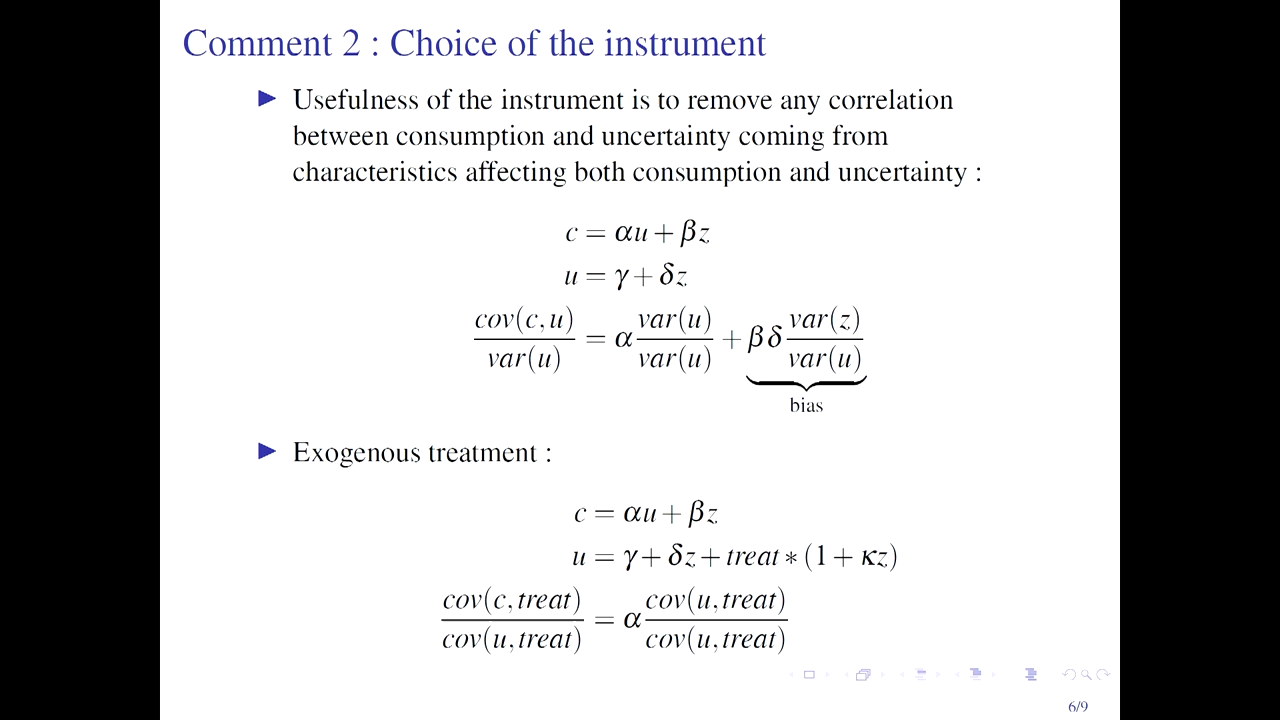 Comment 2 : Choice of the instrument
▶ Usefulness of the instrument is to remove any correlation
between consumption and uncertainty coming from
characteristics affecting both consumption and uncertainty :
c = αu + βz
u = γ + δz
cov(c,u)/var(u) = α var(u)/var(u) + βδ var(z)/var(u)
bias
▶ Exogenous treatment :
c = αu + βz
u = γ + δz + treat ∗ (1 + κz)
cov(c,treat)/cov(u,treat) = α cov(u,treat)/cov(u,treat)
6/9